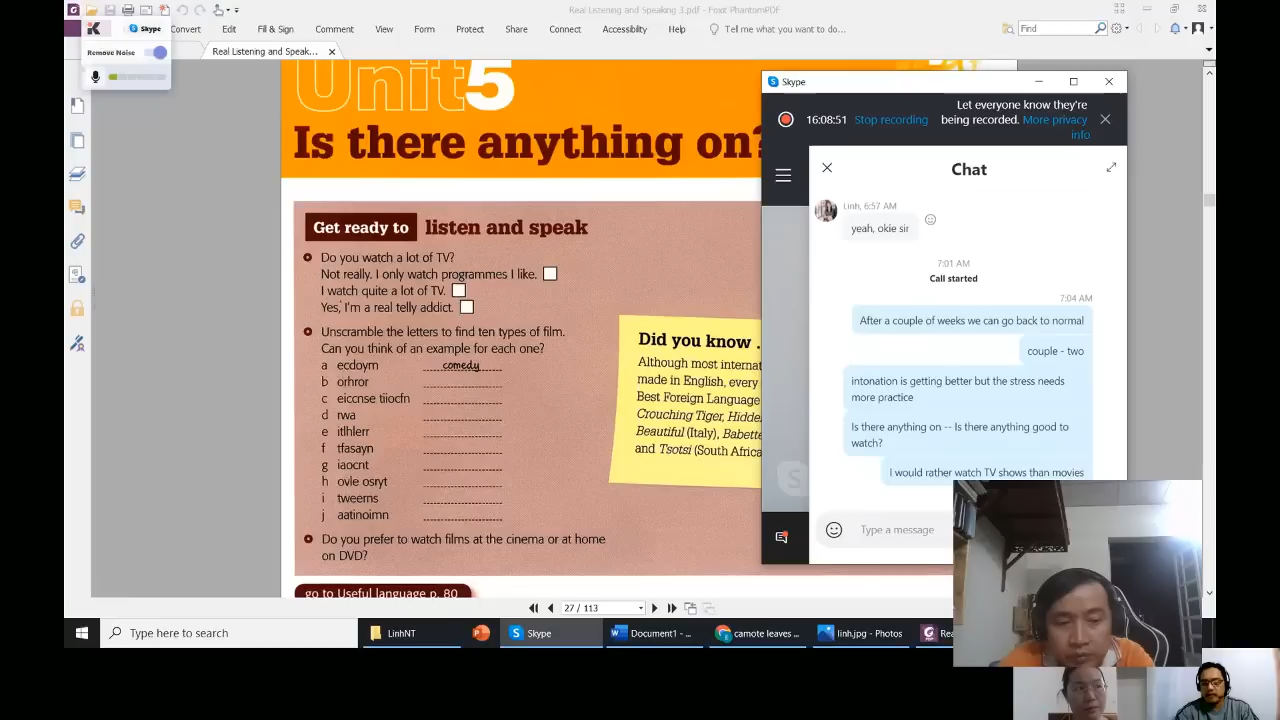 Real Listening and Speaking 3.pdf - Foxit PhantomPDF
Skype
Convert Edit Fill & Sign Comment View Form Protect Share Connect Accessibility Help Tell me what you want to do... Find
Remove Noise
Real Listening and Speak...
Unit 5
Is there anything on?
Get ready to listen and speak
Do you watch a lot of TV?
Not really. I only watch programmes I like.
I watch quite a lot of TV.
Yes, I'm a real telly addict.
Unscramble the letters to find ten types of film.
Can you think of an example for each one?
a ecdoym comedy
b orhror
c eiccnse tiiocfn
d rwa
e itlhlerr
f tfasayn
g iaocnt
h ovle osryt
i tweerns
j aatinoimn
Do you prefer to watch films at the cinema or at home
on DVD?
go to Useful language p. 80
Did you know .
Although most internat
made in English, every
Best Foreign Language
Crouching Tiger, Hidde
Beautiful (Italy), Babette
and Tsotsi (South Africa
Skype
16:08:51 Stop recording
Let everyone know they're
being recorded. More privacy
info
Chat
Linh, 6:57 AM
yeah, okie sir
7:01 AM
Call started
7:04 AM
After a couple of weeks we can go back to normal
couple - two
intonation is getting better but the stress needs
more practice
Is there anything on -- Is there anything good to
watch?
I would rather watch TV shows than movies
Type a message
27 / 113
Type here to search
LinhNT
Skype
Document1 - ...
camote leaves ...
linh.jpg - Photos
Rea